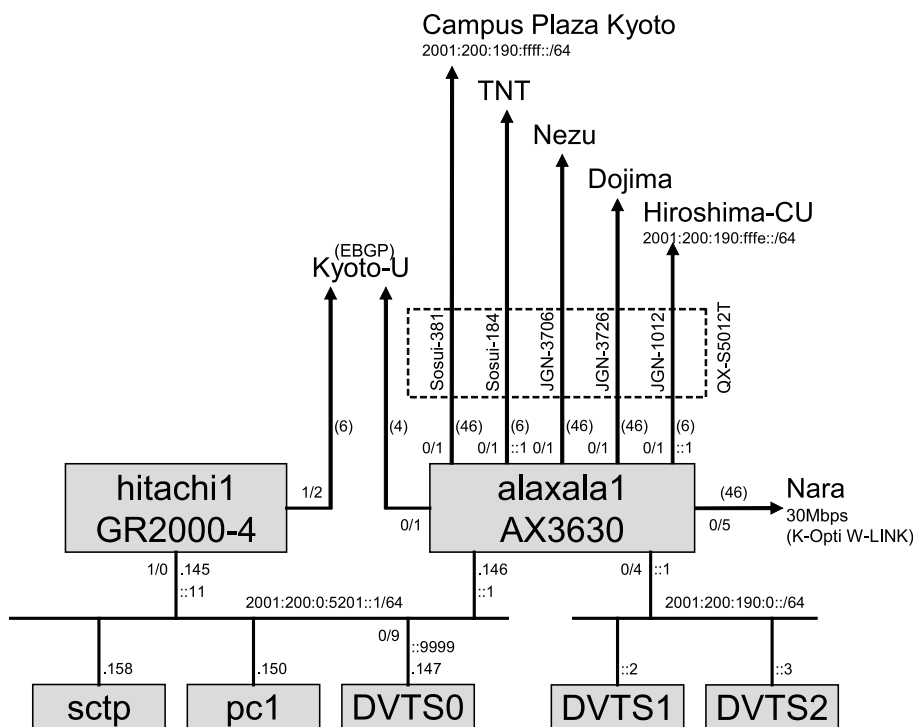 Campus Plaza Kyoto
2001:200:190:ffff::/64
TNT
Nezu
Dojima
Hiroshima-CU
2001:200:190:fffe::/64
(EBGP)
Kyoto-U
Sosui-381
Sosui-184
JGN-3706
JGN-3726
JGN-1012
QX-S5012T
(6)
(4)
(46)
(6)
(46)
(46)
(6)
0/1
0/1
::1
0/1
0/1
0/1
::1
hitachi1
GR2000-4
1/2
0/1
alaxala1
AX3630
(46)
0/5
Nara
30Mbps
(K-Opti W-LINK)
1/0
.145
::11
.146
::1
0/4
::1
2001:200:0:5201::1/64
2001:200:190:0::/64
0/9
::9999
.158
.150
.147
::2
::3
sctp
pc1
DVTS0
DVTS1
DVTS2